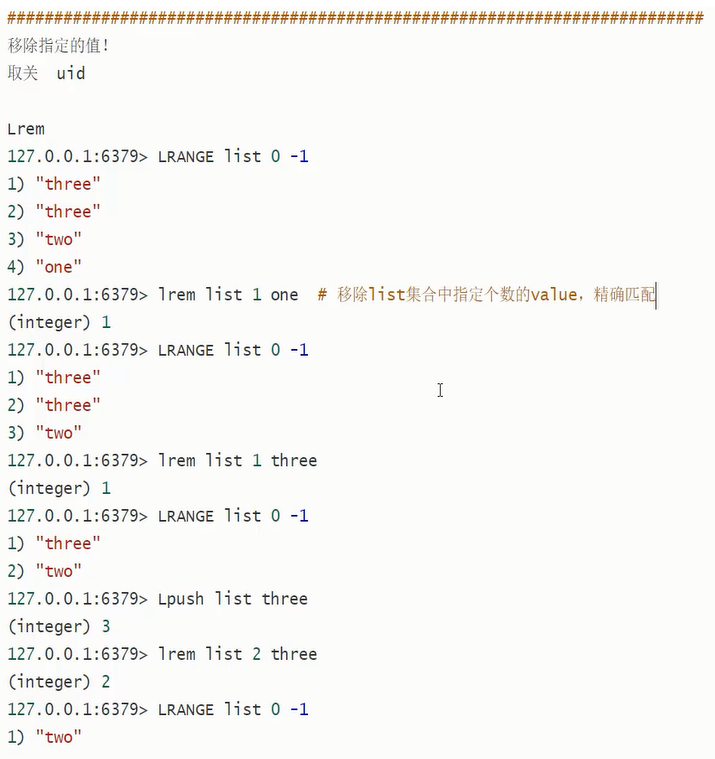 ##########################################################################
移除指定的值！
取关  uid
Lrem
127.0.0.1:6379> LRANGE list 0 -1
1) "three"
2) "three"
3) "two"
4) "one"
127.0.0.1:6379> lrem list 1 one  # 移除list集合中指定个数的value，精确匹配
(integer) 1
127.0.0.1:6379> LRANGE list 0 -1
1) "three"
2) "three"
3) "two"
127.0.0.1:6379> lrem list 1 three
(integer) 1
127.0.0.1:6379> LRANGE list 0 -1
1) "three"
2) "two"
127.0.0.1:6379> Lpush list three
(integer) 3
127.0.0.1:6379> lrem list 2 three
(integer) 2
127.0.0.1:6379> LRANGE list 0 -1
1) "two"